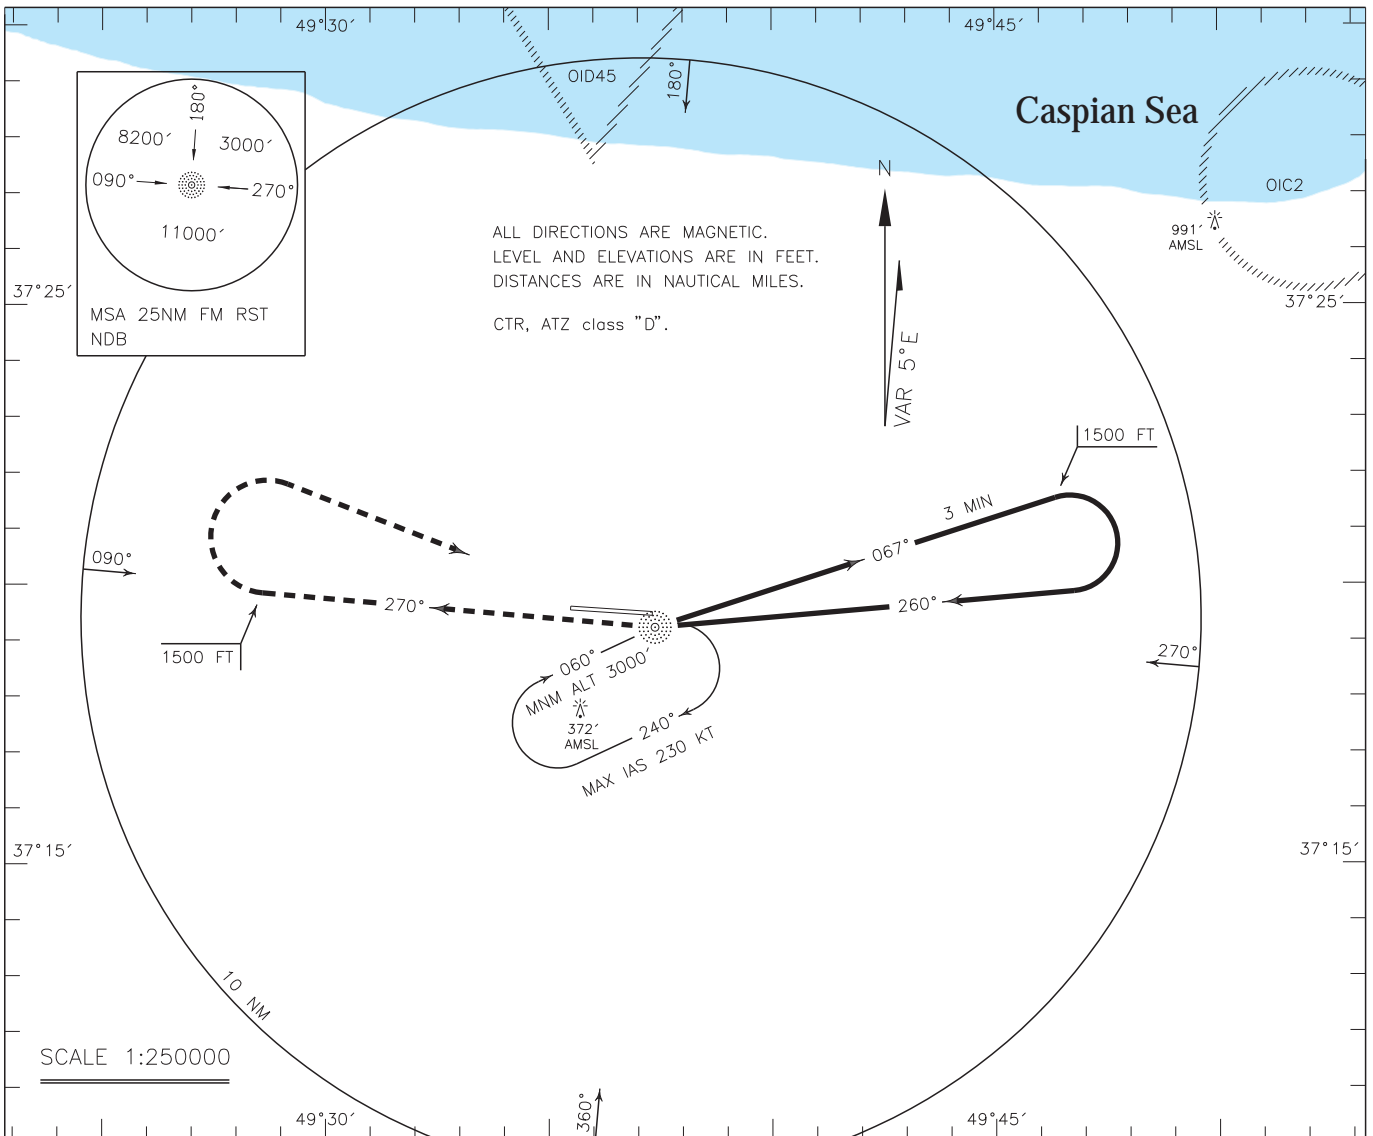 49°30′
49°45′
OID45
180°
Caspian Sea
180°
8200′
3000′
090°
270°
11000′
MSA 25NM FM RST
NDB
N
OIC2
991′
AMSL
ALL DIRECTIONS ARE MAGNETIC.
LEVEL AND ELEVATIONS ARE IN FEET.
DISTANCES ARE IN NAUTICAL MILES.
CTR, ATZ class "D".
37°25′
37°25′
VAR 5°E
1500 FT
3 MIN
067°
090°
270°
260°
1500 FT
270°
060°
MNM ALT 3000′
372′
AMSL
240°
MAX IAS 230 KT
37°15′
37°15′
10 NM
SCALE 1:250000
360°
49°30′
49°45′